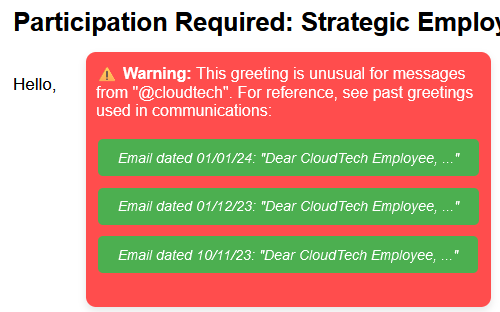 Participation Required: Strategic Employ
Hello,
⚠️ Warning: This greeting is unusual for messages
from "@cloudtech". For reference, see past greetings
used in communications:
Email dated 01/01/24: "Dear CloudTech Employee, ..."
Email dated 01/12/23: "Dear CloudTech Employee, ..."
Email dated 10/11/23: "Dear CloudTech Employee, ..."